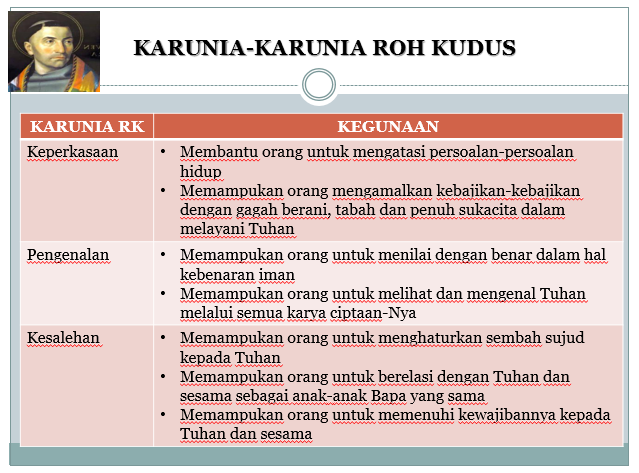 KARUNIA-KARUNIA ROH KUDUS
KARUNIA RK KEGUNAAN
Keperkasaan
• Membantu orang untuk mengatasi persoalan-persoalan
hidup
• Memampukan orang mengamalkan kebajikan-kebajikan
dengan gagah berani, tabah dan penuh sukacita dalam
melayani Tuhan
Pengenalan
• Memampukan orang untuk menilai dengan benar dalam hal
kebenaran iman
• Memampukan orang untuk melihat dan mengenal Tuhan
melalui semua karya ciptaan-Nya
Kesalehan
• Memampukan orang untuk menghaturkan sembah sujud
kepada Tuhan
• Memampukan orang untuk berelasi dengan Tuhan dan
sesama sebagai anak-anak Bapa yang sama
• Memampukan orang untuk memenuhi kewajibannya kepada
Tuhan dan sesama